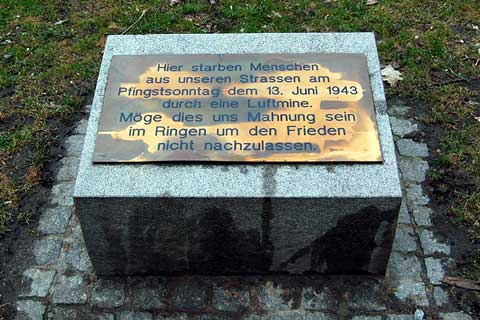 Hier starben Menschen
aus unseren Strassen am
Pfingstsonntag dem 13. Juni 1943
durch eine Luftmine.
Möge dies uns Mahnung sein
im Ringen um den Frieden
nicht nachzulassen.